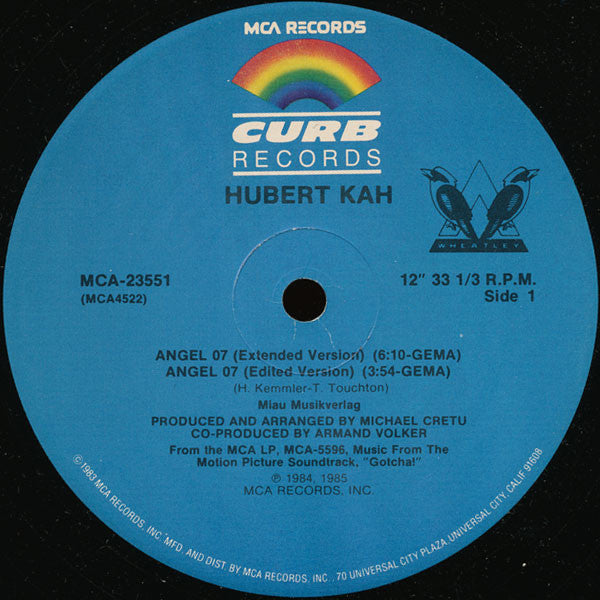 MCA RECORDS
CURB
RECORDS
HUBERT KAH
WHEATLEY
MCA-23551
(MCA4522)
12" 33 1/3 R.P.M.
Side 1
ANGEL 07 (Extended Version) (6:10-GEMA)
ANGEL 07 (Edited Version) (3:54-GEMA)
(H. Kemmler-T. Touchton)
Miau Musikverlag
PRODUCED AND ARRANGED BY MICHAEL CRETU
CO-PRODUCED BY ARMAND VOLKER
From the MCA LP, MCA-5596, Music From The
Motion Picture Soundtrack, "Gotcha!"
℗ 1984, 1985
MCA RECORDS, INC.
©1983 MCA RECORDS, INC. MFD. AND DIST. BY MCA RECORDS, INC., 70 UNIVERSAL CITY PLAZA, UNIVERSAL CITY, CALIF. 91608